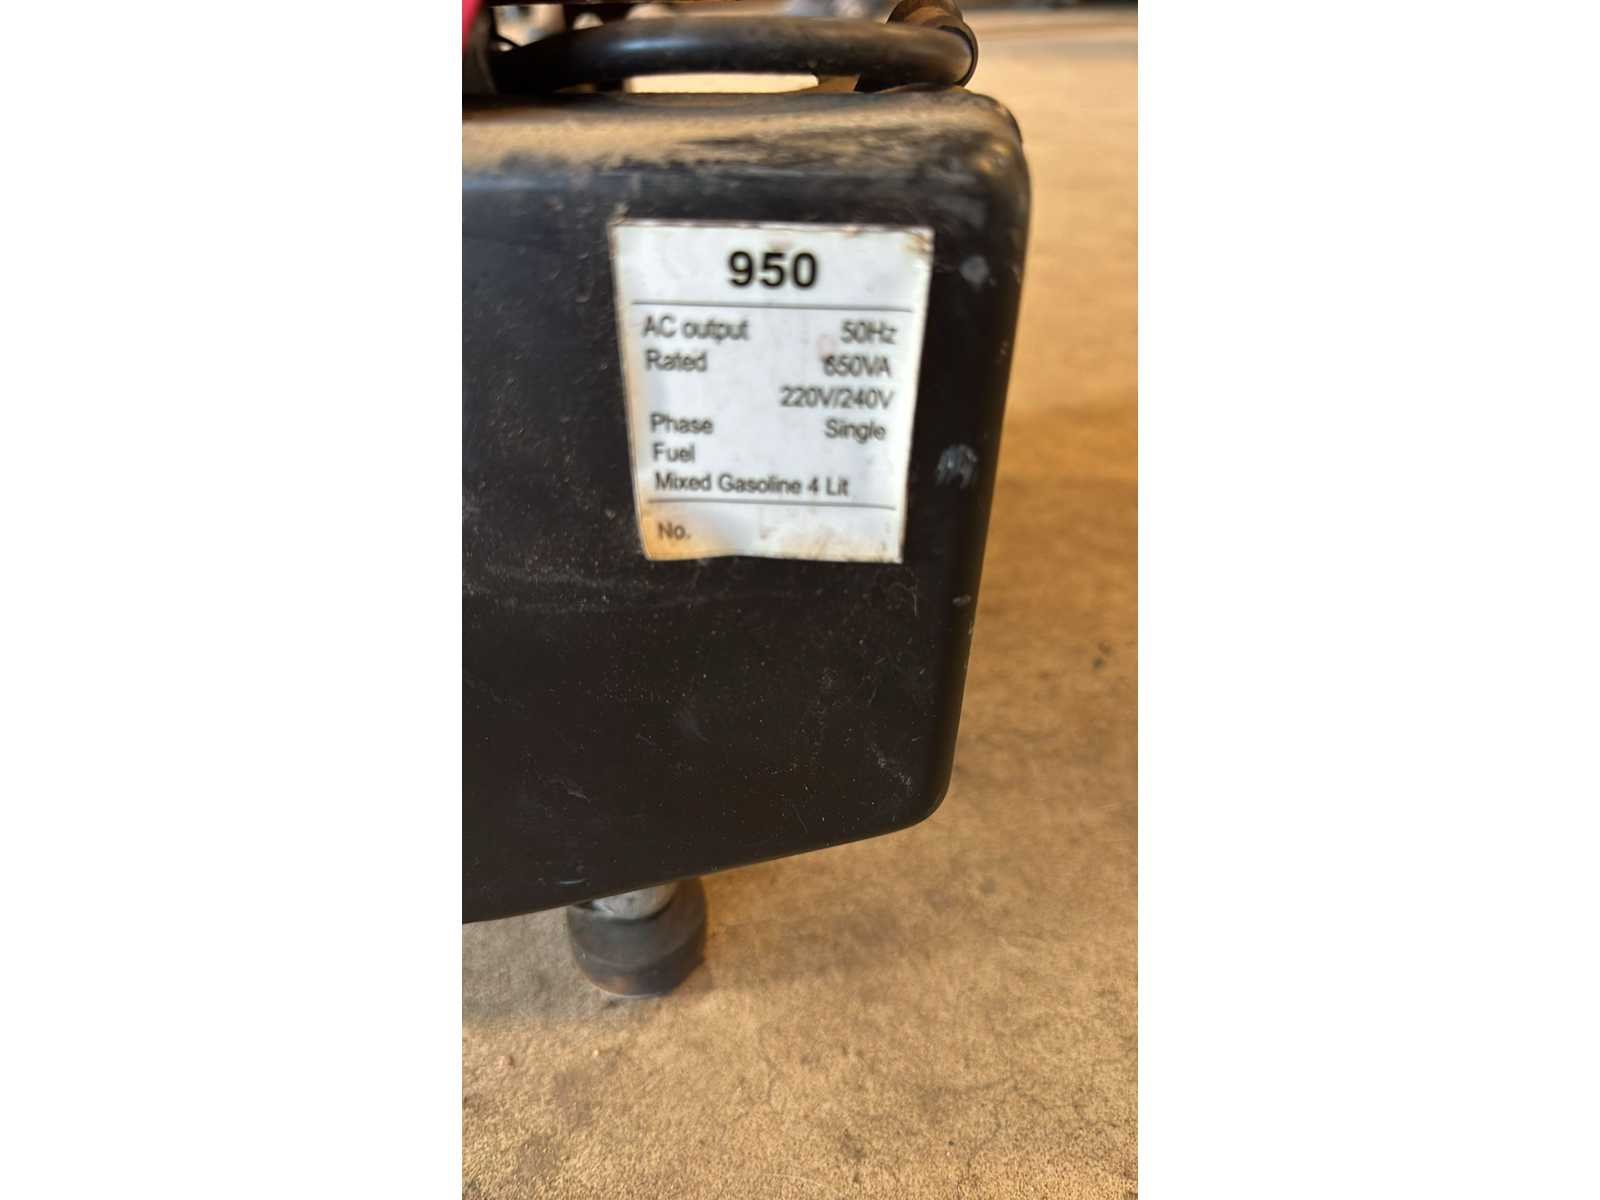 950
AC output 50Hz
Rated 650VA
220V/240V
Phase Single
Fuel
Mixed Gasoline 4 Lit
No.